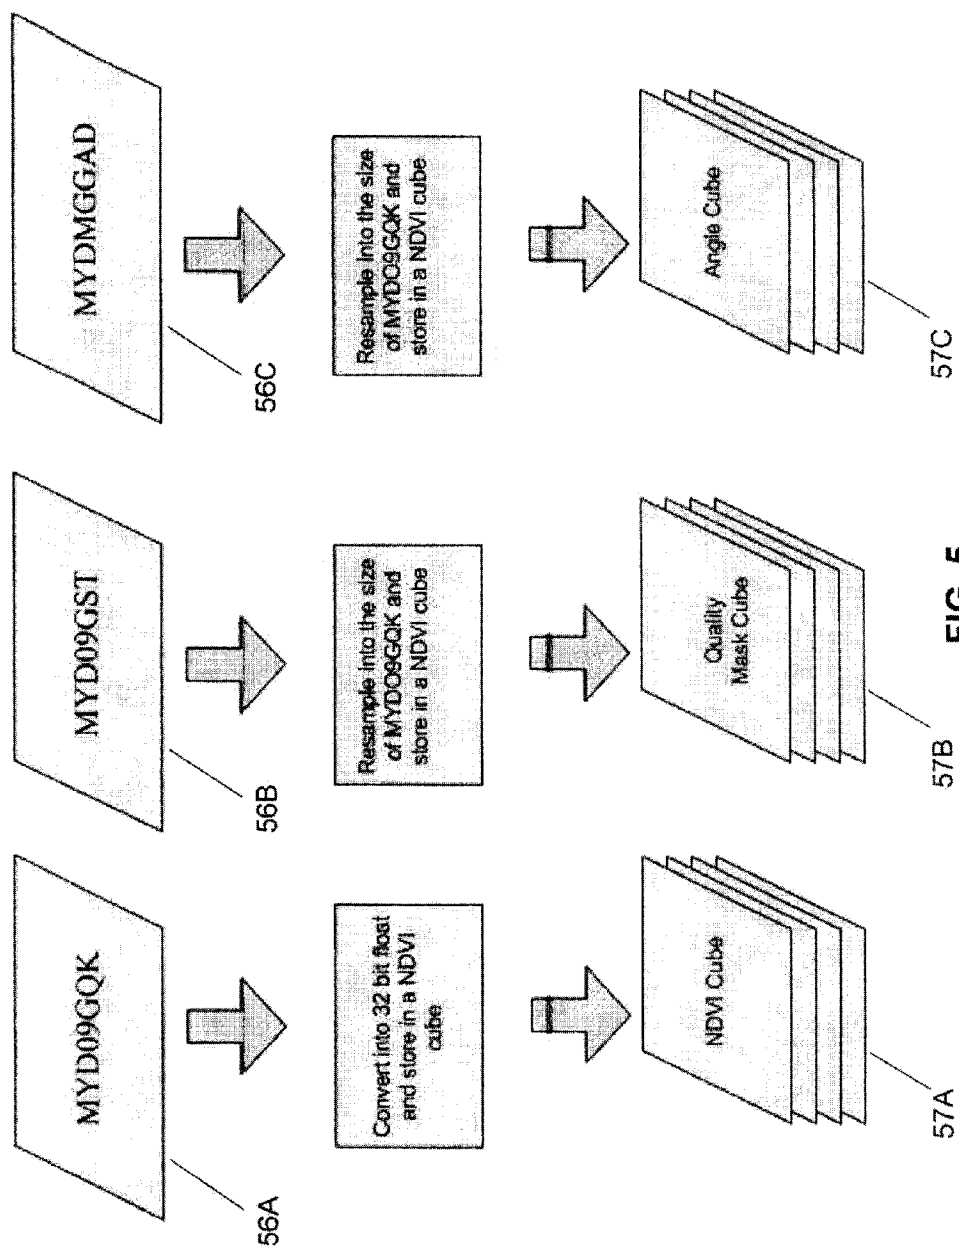 MYD09GQK
MYD09GST
MYDMGGAD
56A
56B
56C
Convert into 32 bit float
and store in a NDVI
cube
Resample into the size
of MYDO9GQK and
store in a NDVI cube
Resample into the size
of MYDO9GQK and
store in a NDVI cube
NDVI Cube
Quality
Mask Cube
Angle Cube
57A
57B
57C
FIG. 5